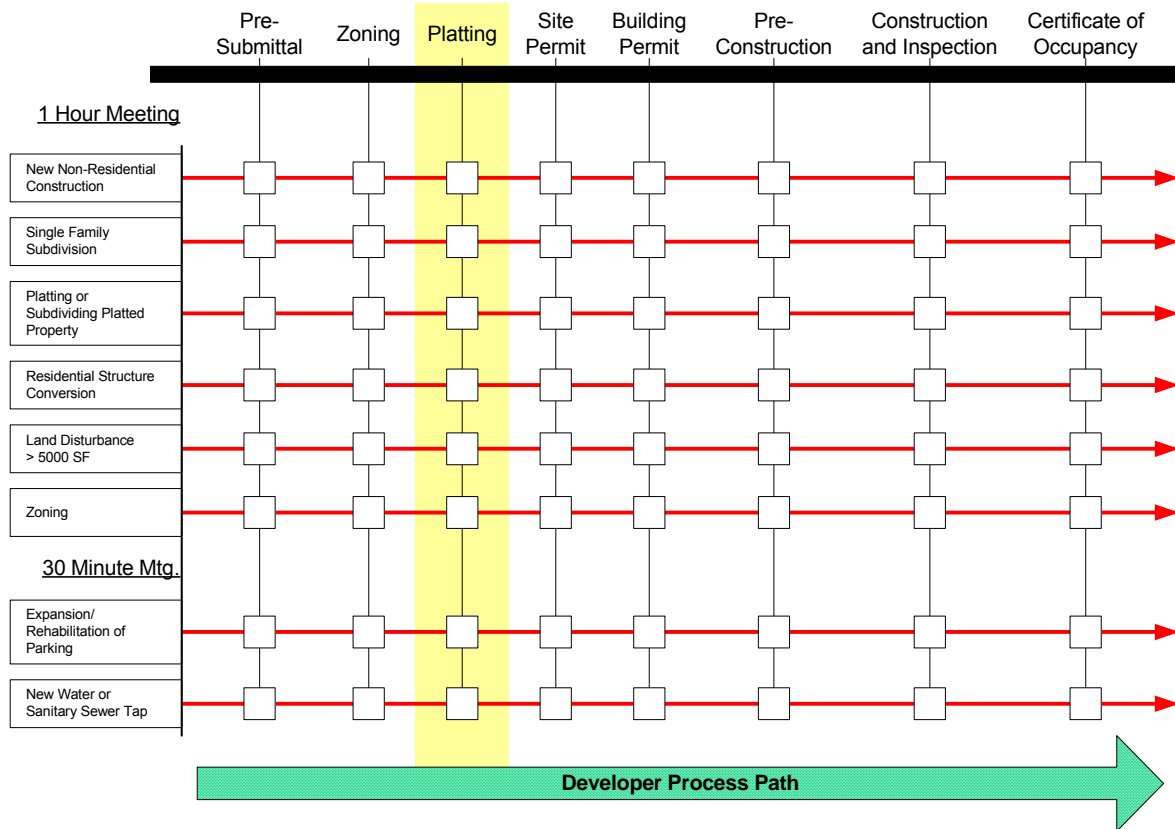 Pre-
Submittal
Zoning
Platting
Site
Permit
Building
Permit
Pre-
Construction
Construction
and Inspection
Certificate of
Occupancy
1 Hour Meeting
New Non-Residential
Construction
Single Family
Subdivision
Platting or
Subdividing Platted
Property
Residential Structure
Conversion
Land Disturbance
> 5000 SF
Zoning
30 Minute Mtg.
Expansion/
Rehabilitation of
Parking
New Water or
Sanitary Sewer Tap
Developer Process Path